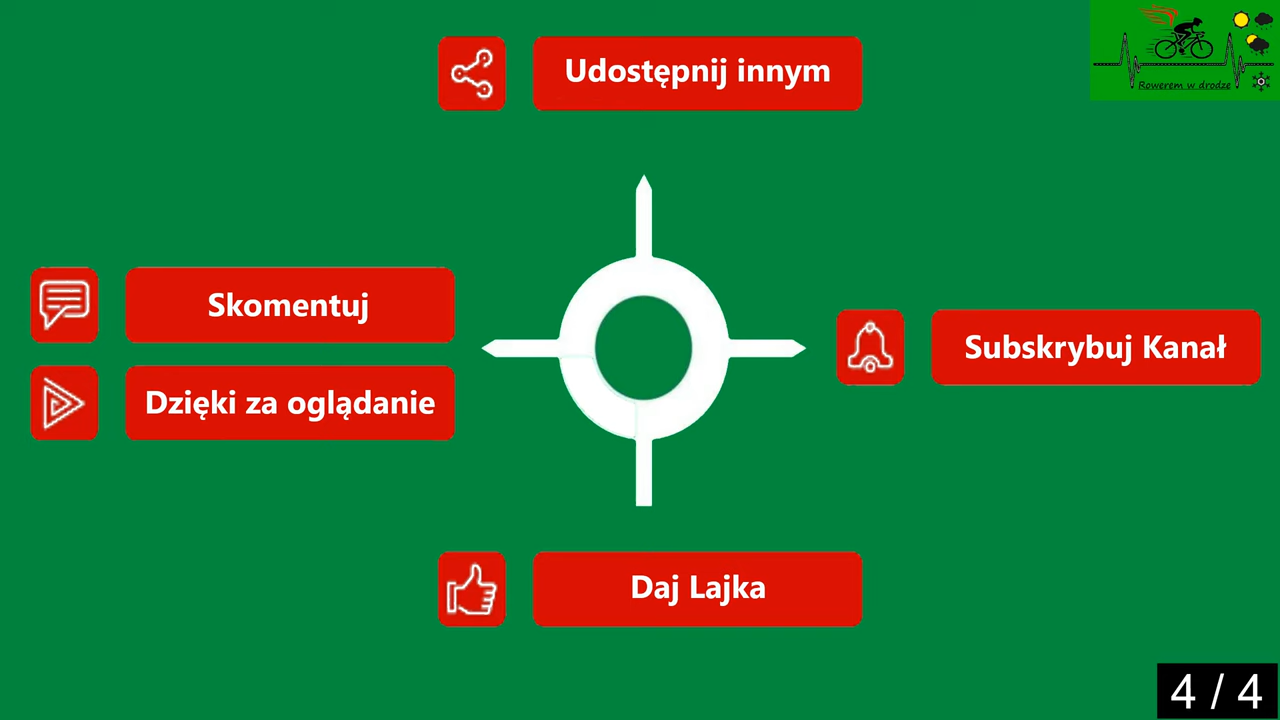 Udostępnij innym
Rowerem w drodze
Skomentuj
Subskrybuj Kanał
Dzięki za oglądanie
Daj Lajka
4 / 4